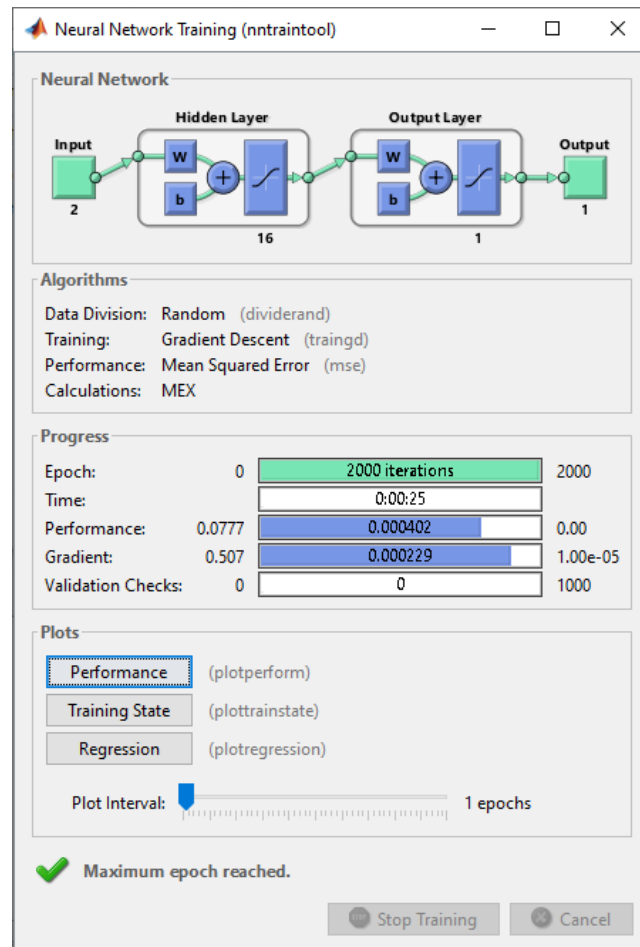 Neural Network Training (nntraintool)
Neural Network
Hidden Layer Output Layer
Input Output
W W
b b
2 1
16 1
Algorithms
Data Division: Random (dividerand)
Training: Gradient Descent (traingd)
Performance: Mean Squared Error (mse)
Calculations: MEX
Progress
Epoch: 0 2000 iterations 2000
Time: 0:00:25
Performance: 0.0777 0.000402 0.00
Gradient: 0.507 0.000229 1.00e-05
Validation Checks: 0 0 1000
Plots
Performance (plotperform)
Training State (plottrainstate)
Regression (plotregression)
Plot Interval: 1 epochs
Maximum epoch reached.
Stop Training Cancel